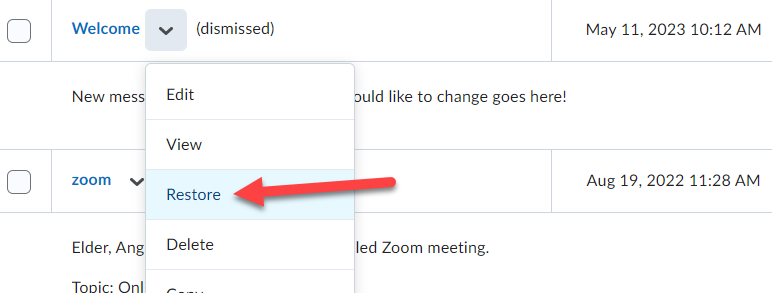 Welcome (dismissed) May 11, 2023 10:12 AM
Edit
New mess ould like to change goes here!
View
zoom Aug 19, 2022 11:28 AM
Restore
Delete
Elder, Ang led Zoom meeting.
Topic: Onl
Copy